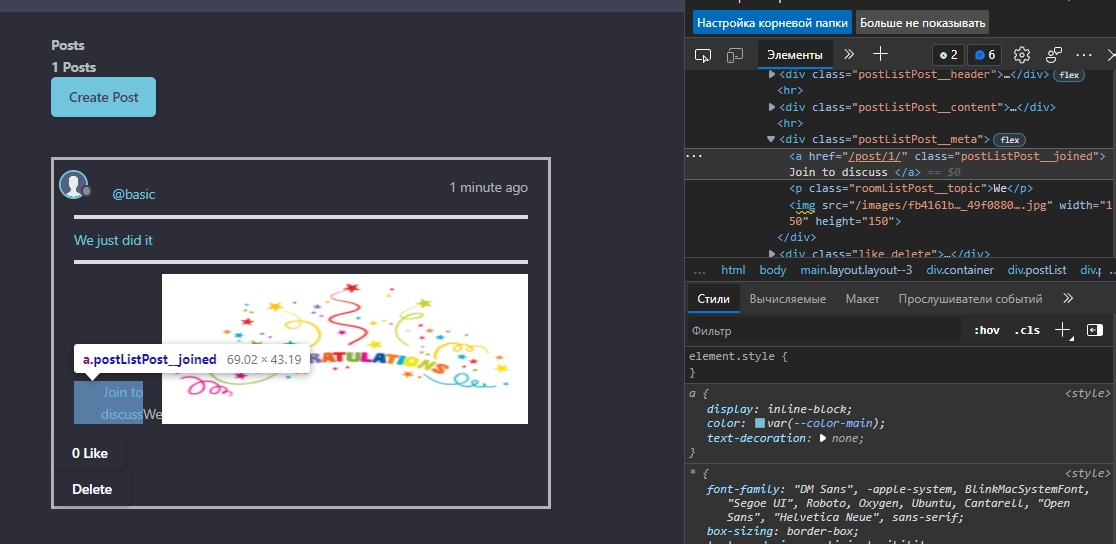 Posts
1 Posts
Create Post
@basic
1 minute ago
We just did it
RATULATIONS
a.postListPost__joined 69.02 × 43.19
Join to
discussWe
0 Like
Delete
Настройка корневой папки
Больше не показывать
Элементы
2
6
<div class="postListPost__header">…</div> flex
<hr>
<div class="postListPost__content">…</div>
<hr>
<div class="postListPost__meta"> flex
<a href="/post/1/" class="postListPost__joined">
Join to discuss </a> == $0
<p class="roomListPost__topic">We</p>
<img src="/images/fb4161b…_49f0880….jpg" width="1
50" height="150">
</div>
<div class="like delete">…</div>
… html body main.layout.layout--3 div.container div.postList div.p
Стили
Вычисляемые
Макет
Прослушиватели событий
Фильтр
:hov
.cls
element.style {
}
a {
<style>
display: inline-block;
color: var(--color-main);
text-decoration: none;
}
* {
<style>
font-family: "DM Sans", -apple-system, BlinkMacSystemFont,
"Segoe UI", Roboto, Oxygen, Ubuntu, Cantarell, "Open
Sans", "Helvetica Neue", sans-serif;
box-sizing: border-box;